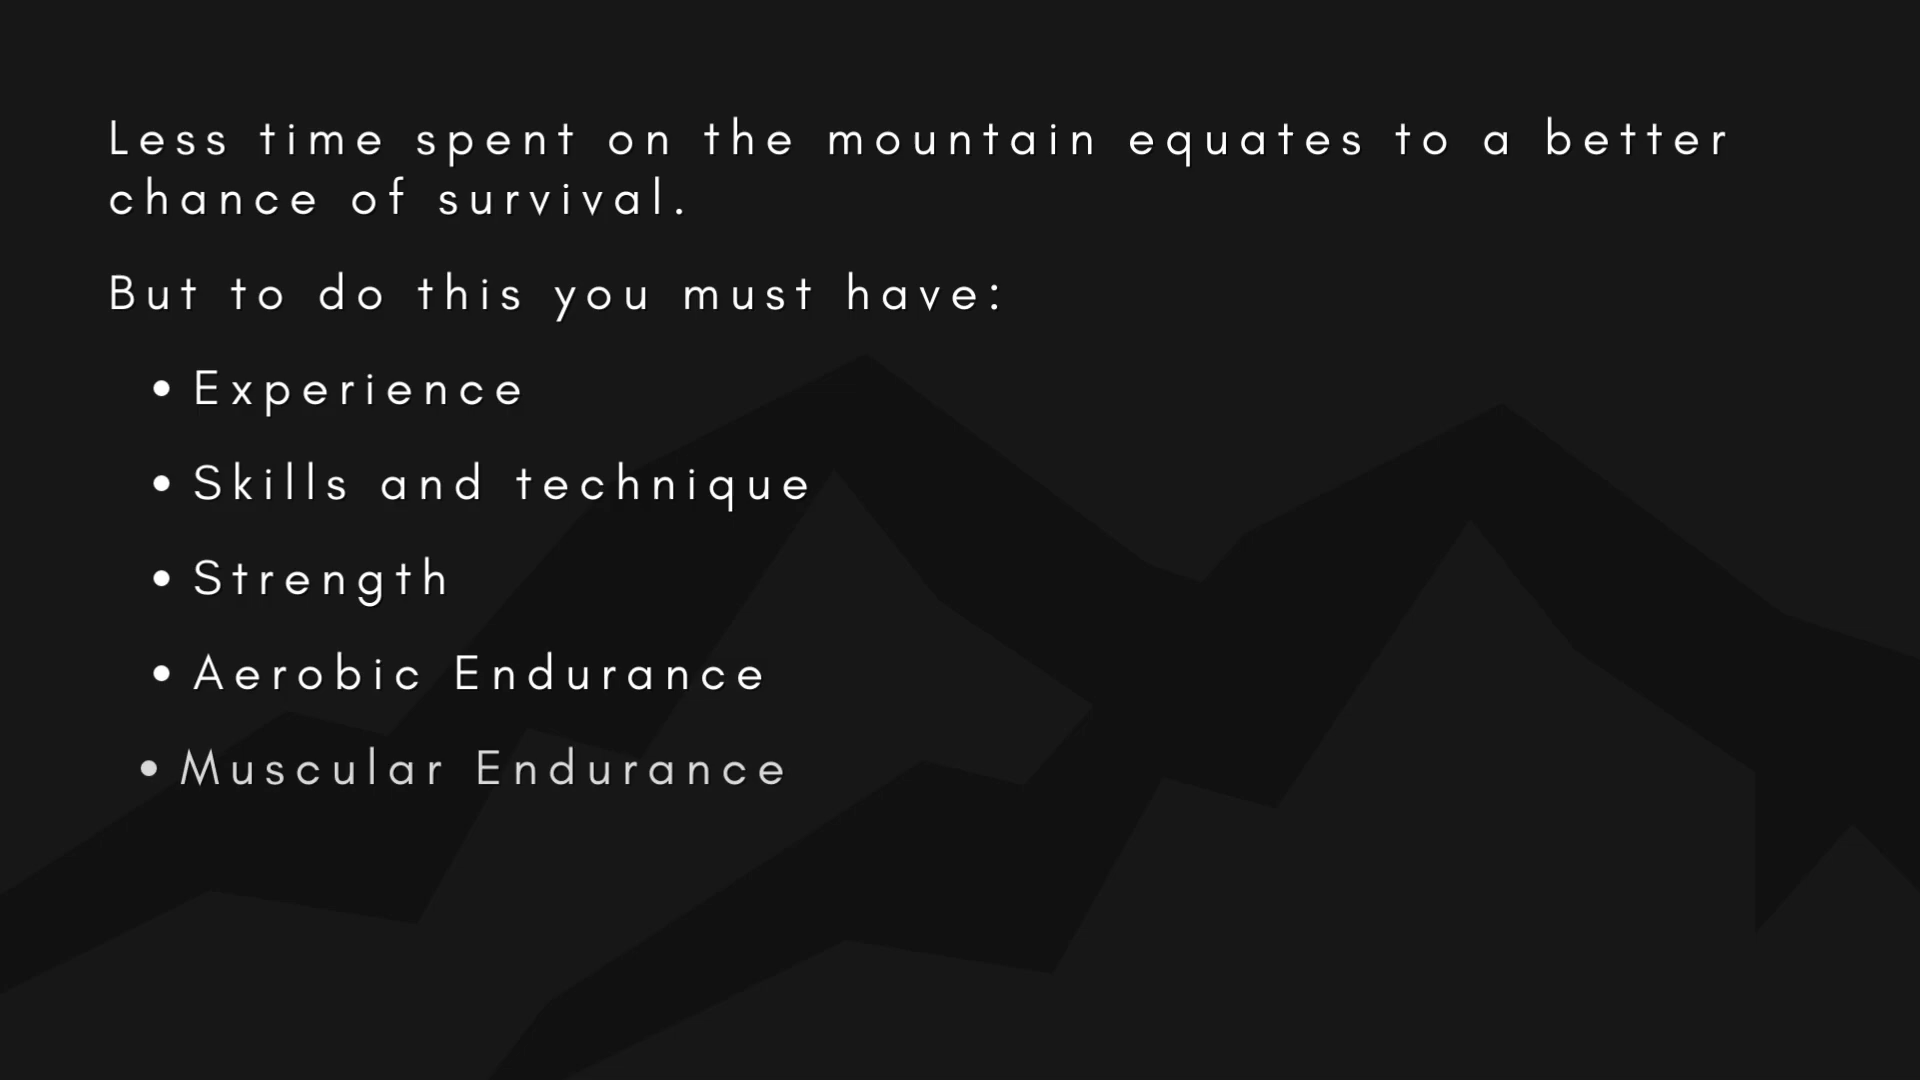 Less time spent on the mountain equates to a better
chance of survival.
But to do this you must have:
• Experience
• Skills and technique
• Strength
• Aerobic Endurance
• Muscular Endurance